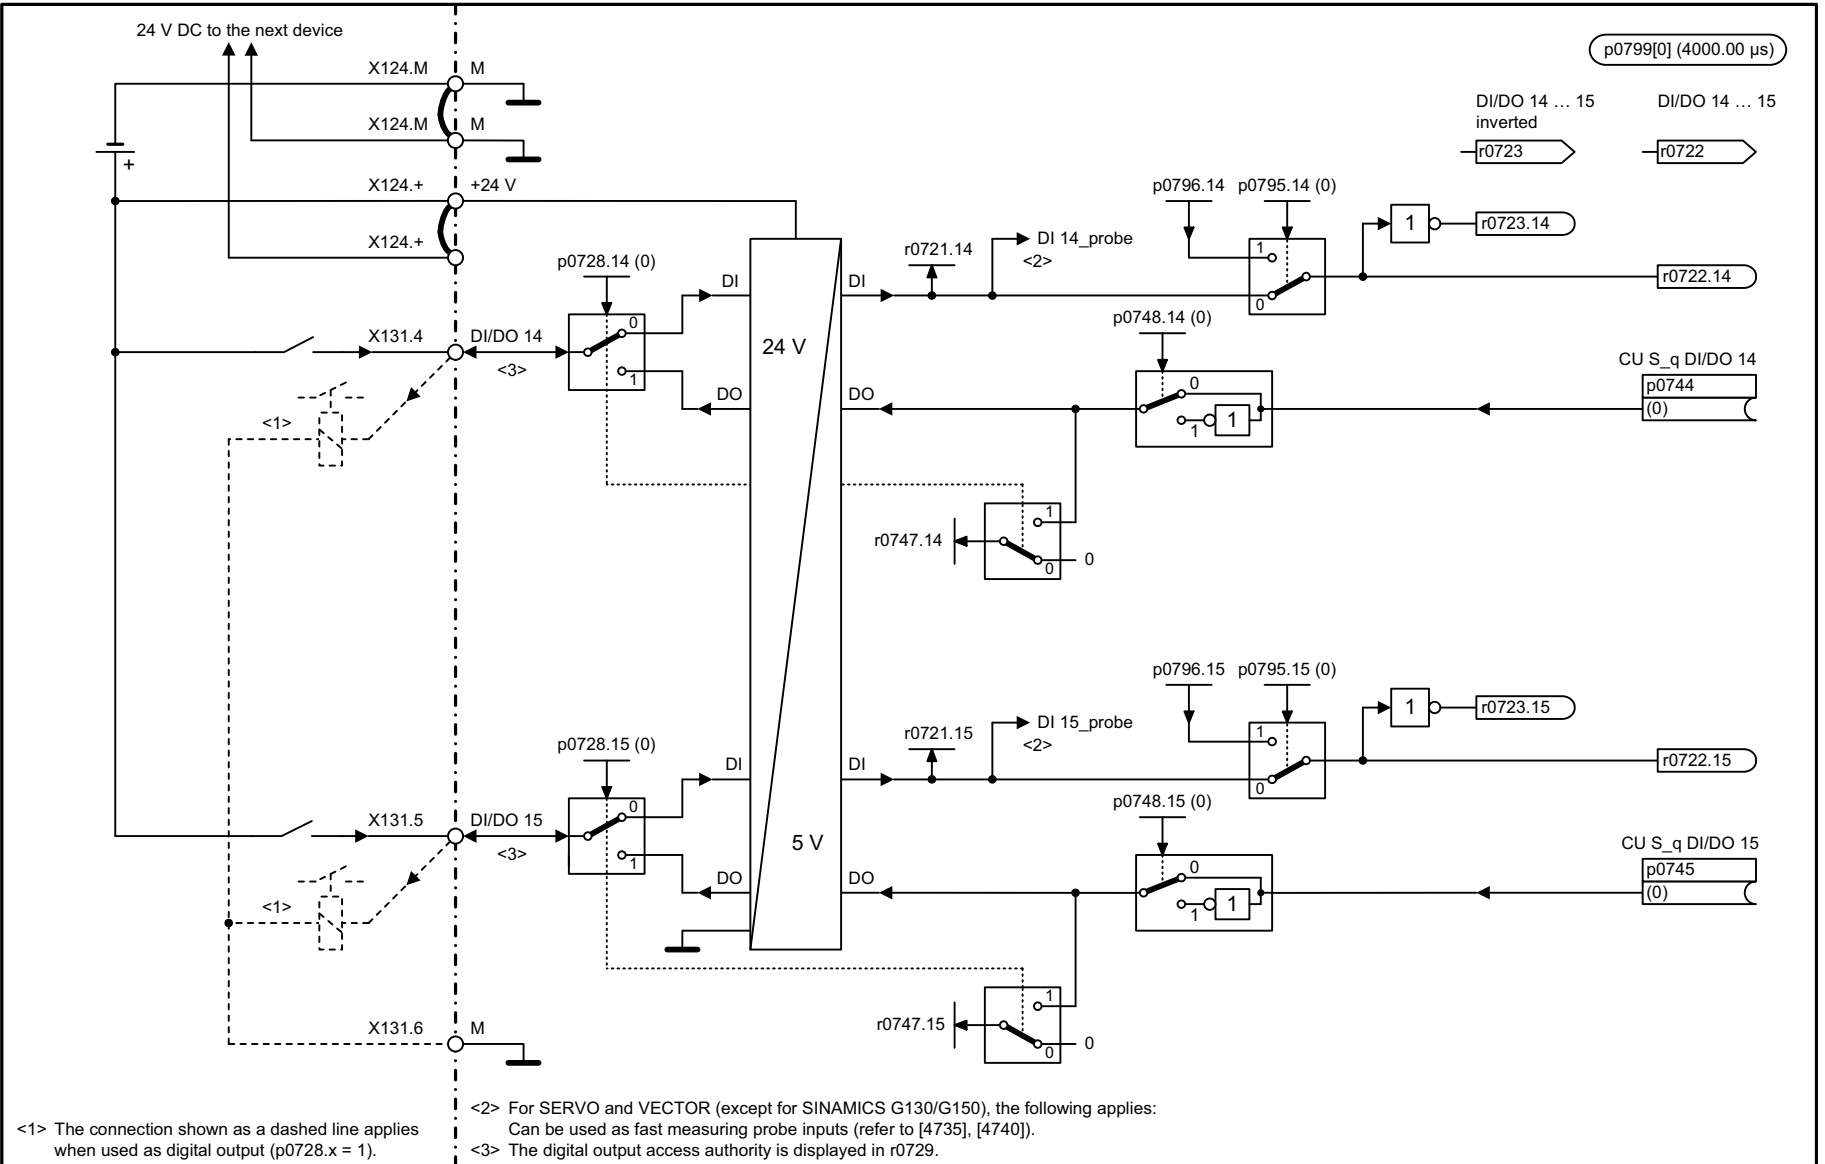 24 V DC to the next device
p0799[0] (4000.00 µs)
X124.M M
DI/DO 14 … 15
inverted
DI/DO 14 … 15
X124.M M
r0723
r0722
+
X124.+ +24 V
p0796.14 p0795.14 (0)
1 r0723.14
X124.+
DI 14_probe
<2>
r0721.14
p0728.14 (0)
1
0
r0722.14
DI DI
p0748.14 (0)
X131.4 DI/DO 14
<3>
0
1
24 V
CU S_q DI/DO 14
p0744
(0)
DO DO
0
1
1
<1>
r0747.14
1
0
0
p0796.15 p0795.15 (0)
1 r0723.15
DI 15_probe
<2>
r0721.15
p0728.15 (0)
1
0
r0722.15
DI DI
p0748.15 (0)
X131.5 DI/DO 15
<3>
0
1
5 V
CU S_q DI/DO 15
p0745
(0)
DO DO
0
1
1
<1>
r0747.15
1
0
0
X131.6 M
<1> The connection shown as a dashed line applies
when used as digital output (p0728.x = 1).
<2> For SERVO and VECTOR (except for SINAMICS G130/G150), the following applies:
Can be used as fast measuring probe inputs (refer to [4735], [4740]).
<3> The digital output access authority is displayed in r0729.